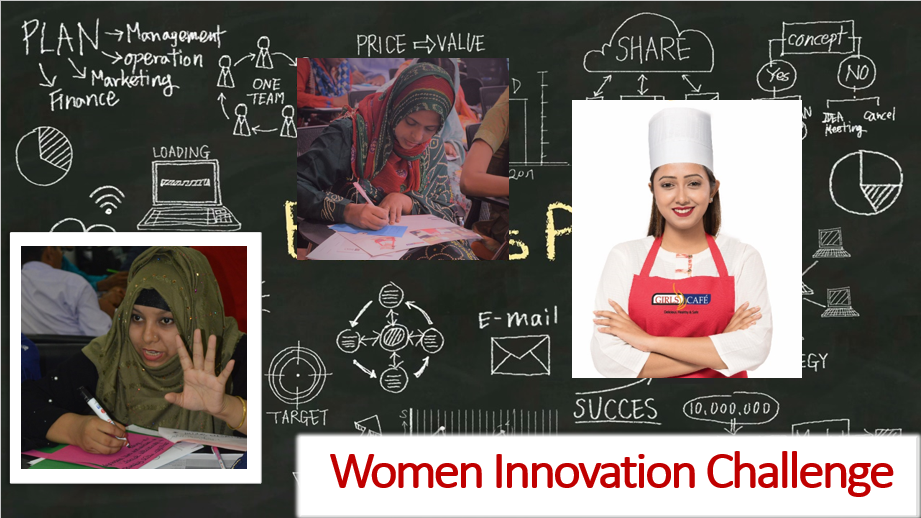 PLAN → Management
→ operation
Marketing
Finance
ONE
TEAM
PRICE ⇨ VALUE
SHARE
concept
Yes
NO
IDEA
Meeting
Cancel
LOADING
GIRLS CAFÉ
E-mail
TARGET
SUCCES
10,000,000
Women Innovation Challenge